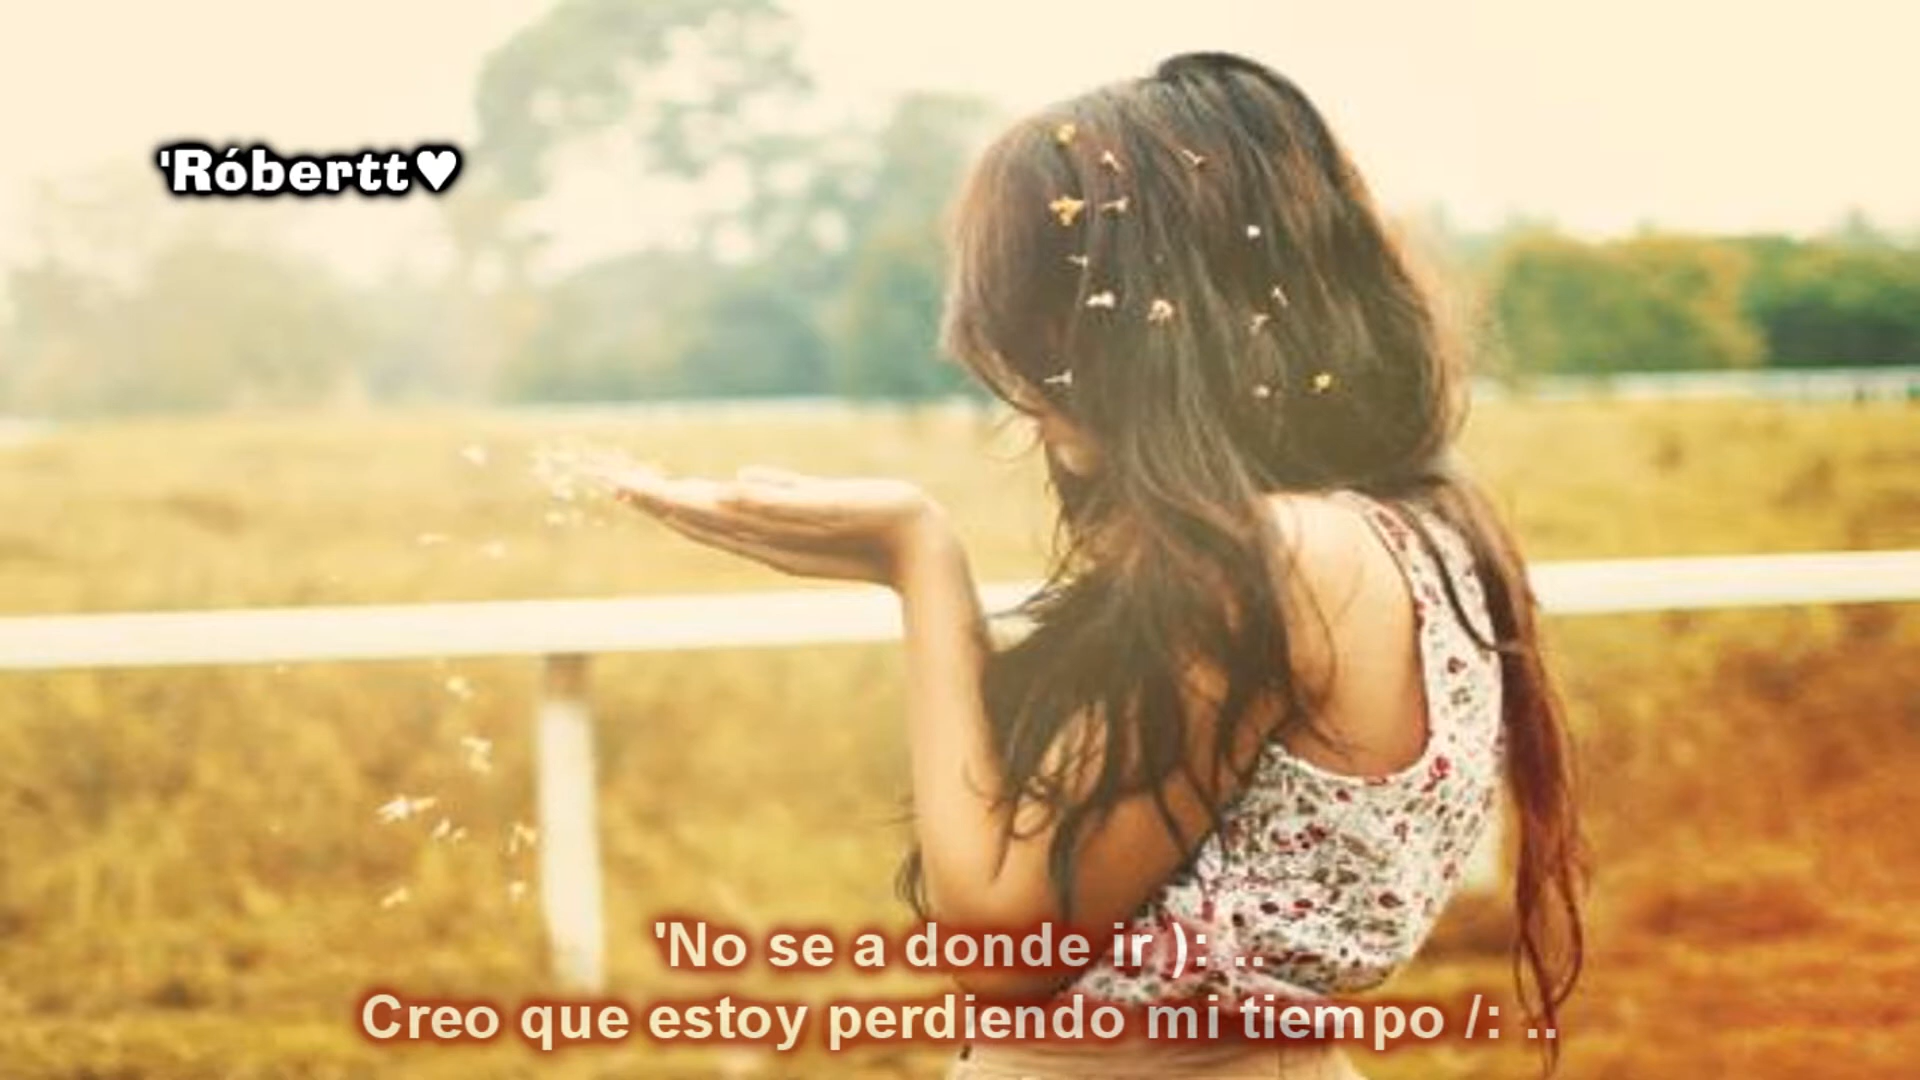 'Róbertt♥
'No se a donde ir ): ..
Creo que estoy perdiendo mi tiempo /: ..